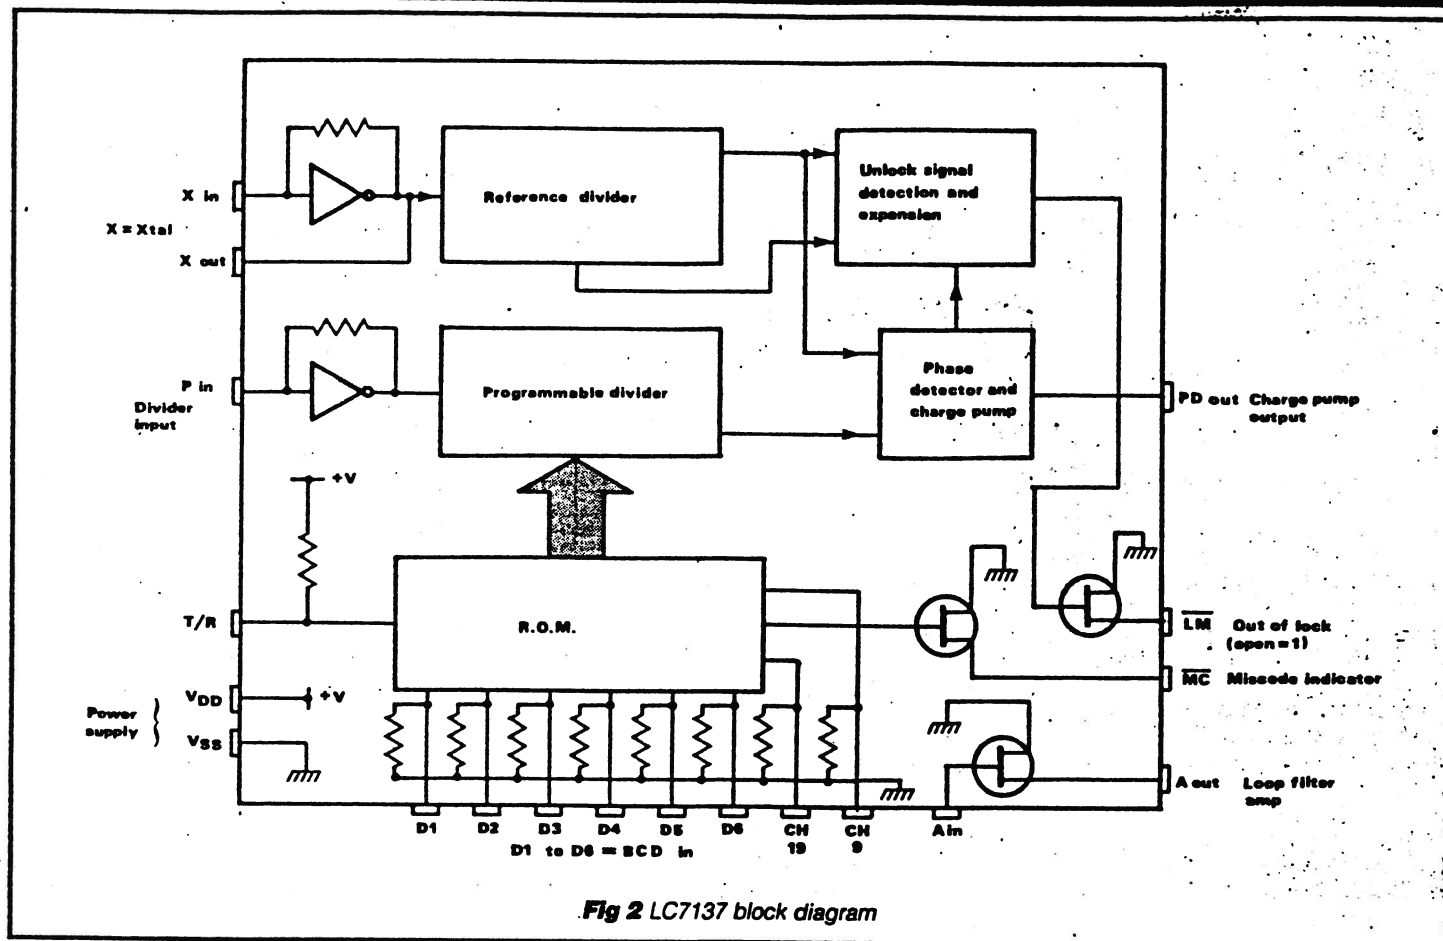 X in
X = Xtal
X out
Reference divider
Unlock signal
detection and
expension
P in
Divider
input
Programmable divider
Phase
detector and
charge pump
PD out Charge pump
output
+V
T/R
R.O.M.
LM Out of lock
(open=1)
MC Missode indicator
VDD
+V
Power
supply
VSS
A out Loop filter
amp
D1 D2 D3 D4 D5 D6 CH CH A in
19 9
D1 to D6 = BCD in
Fig 2 LC7137 block diagram